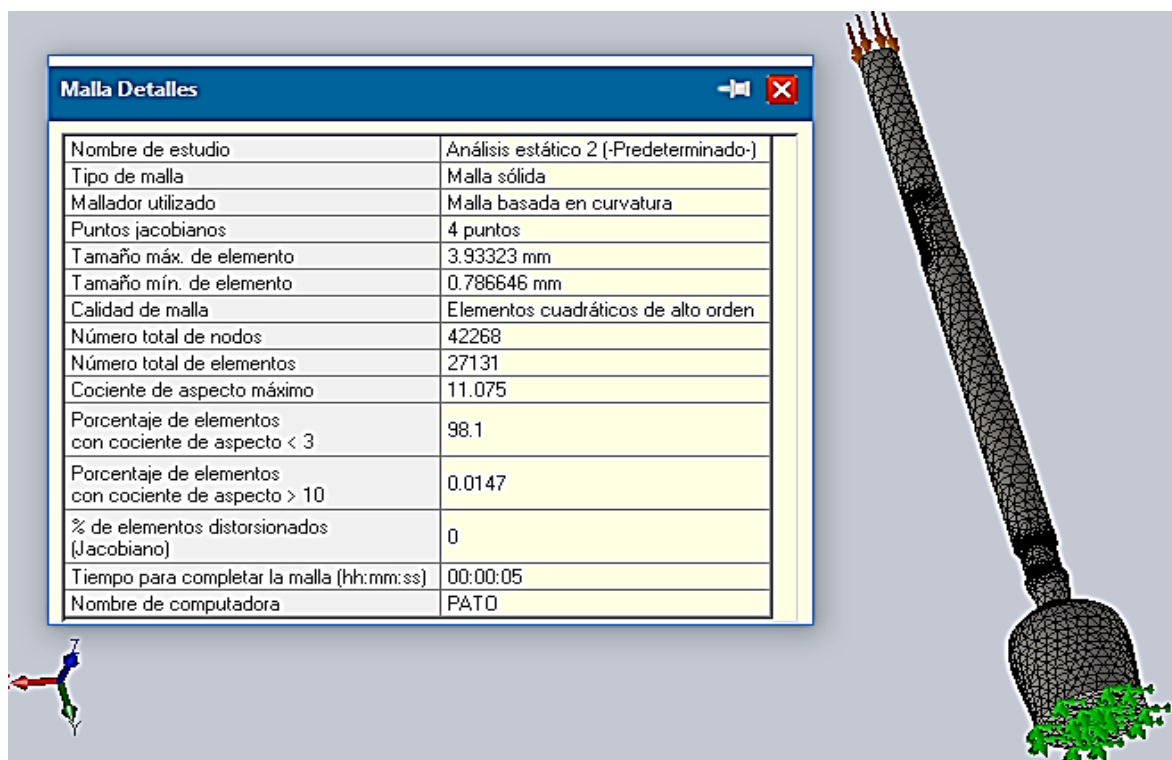 Malla Detalles
Nombre de estudio Análisis estático 2 (-Predeterminado-)
Tipo de malla Malla sólida
Mallador utilizado Malla basada en curvatura
Puntos jacobianos 4 puntos
Tamaño máx. de elemento 3.93323 mm
Tamaño mín. de elemento 0.786646 mm
Calidad de malla Elementos cuadráticos de alto orden
Número total de nodos 42268
Número total de elementos 27131
Cociente de aspecto máximo 11.075
Porcentaje de elementos
con cociente de aspecto < 3 98.1
Porcentaje de elementos
con cociente de aspecto > 10 0.0147
% de elementos distorsionados
(Jacobiano) 0
Tiempo para completar la malla (hh:mm:ss) 00:00:05
Nombre de computadora PATO
Z
Y